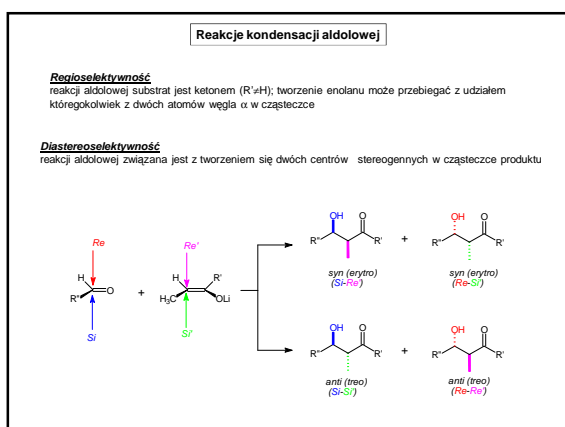 Reakcje kondensacji aldolowej
Regioselektywność
reakcji aldolowej substrat jest ketonem (R'≠H); tworzenie enolanu może przebiegać z udziałem
któregokolwiek z dwóch atomów węgla α w cząsteczce
Diastereoselektywność
reakcji aldolowej związana jest z tworzeniem się dwóch centrów stereogennych w cząsteczce produktu
Re
H
R"
O
Si
+
Re'
H
R'
H₃C
OLi
Si'
OH O
R" R'
syn (erytro)
(Si-Re')
+
OH O
R" R'
syn (erytro)
(Re-Si')
OH O
R" R'
anti (treo)
(Si-Si')
+
OH O
R" R'
anti (treo)
(Re-Re')